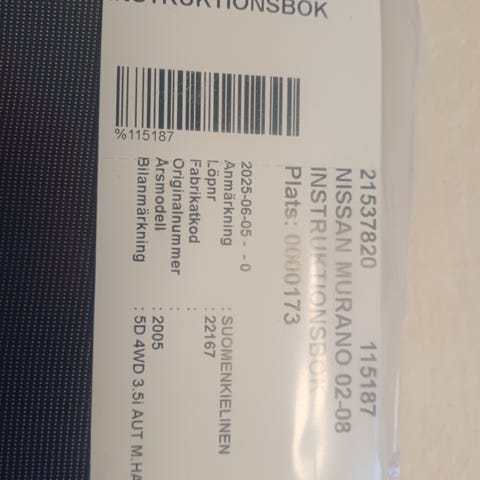 INSTRUKTIONSBOK
%115187
21537820 115187
NISSAN MURANO 02-08
INSTRUKTIONSBOK
Plats: 0000173
2025-06-05 - - 0
Anmärkning : SUOMENKIELINEN
Löpnr : 22167
Fabrikatkod :
Originalnummer :
Årsmodell : 2005
Bilanmärkning : 5D 4WD 3.5i AUT M.HA